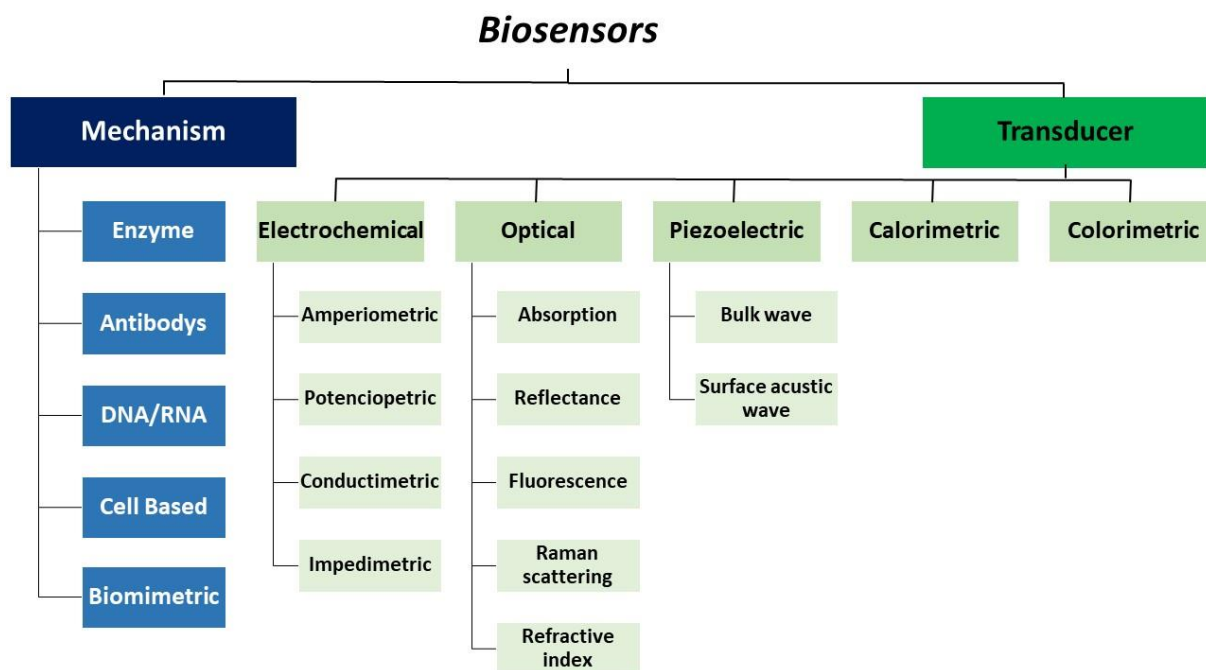 Biosensors
Mechanism
Transducer
Enzyme
Antibodys
DNA/RNA
Cell Based
Biomimetric
Electrochemical
Amperiometric
Potenciopetric
Conductimetric
Impedimetric
Optical
Absorption
Reflectance
Fluorescence
Raman
scattering
Refractive
index
Piezoelectric
Bulk wave
Surface acustic
wave
Calorimetric
Colorimetric